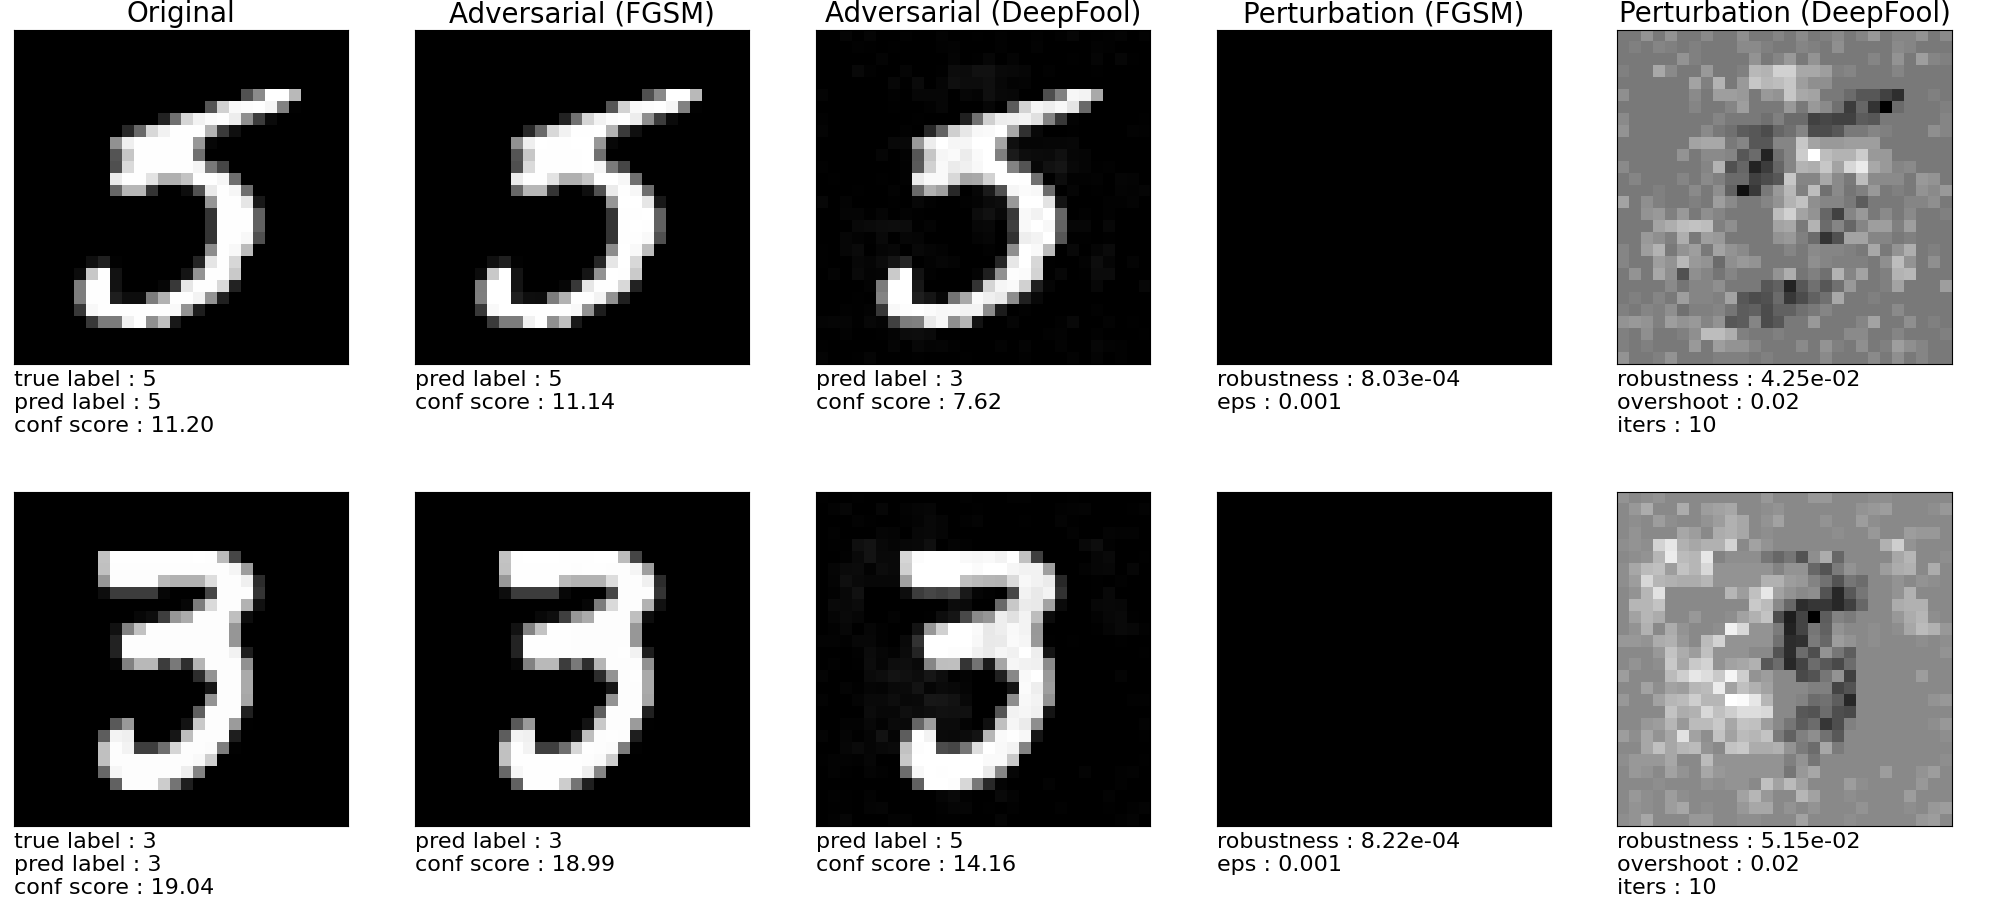 Original
Adversarial (FGSM)
Adversarial (DeepFool)
Perturbation (FGSM)
Perturbation (DeepFool)
true label : 5
pred label : 5
conf score : 11.20
pred label : 5
conf score : 11.14
pred label : 3
conf score : 7.62
robustness : 8.03e-04
eps : 0.001
robustness : 4.25e-02
overshoot : 0.02
iters : 10
true label : 3
pred label : 3
conf score : 19.04
pred label : 3
conf score : 18.99
pred label : 5
conf score : 14.16
robustness : 8.22e-04
eps : 0.001
robustness : 5.15e-02
overshoot : 0.02
iters : 10